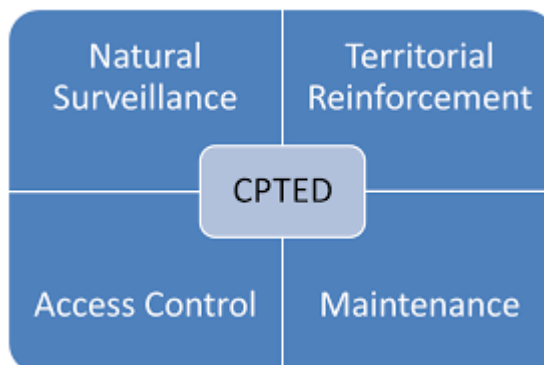 Natural
Surveillance
Territorial
Reinforcement
CPTED
Access Control
Maintenance